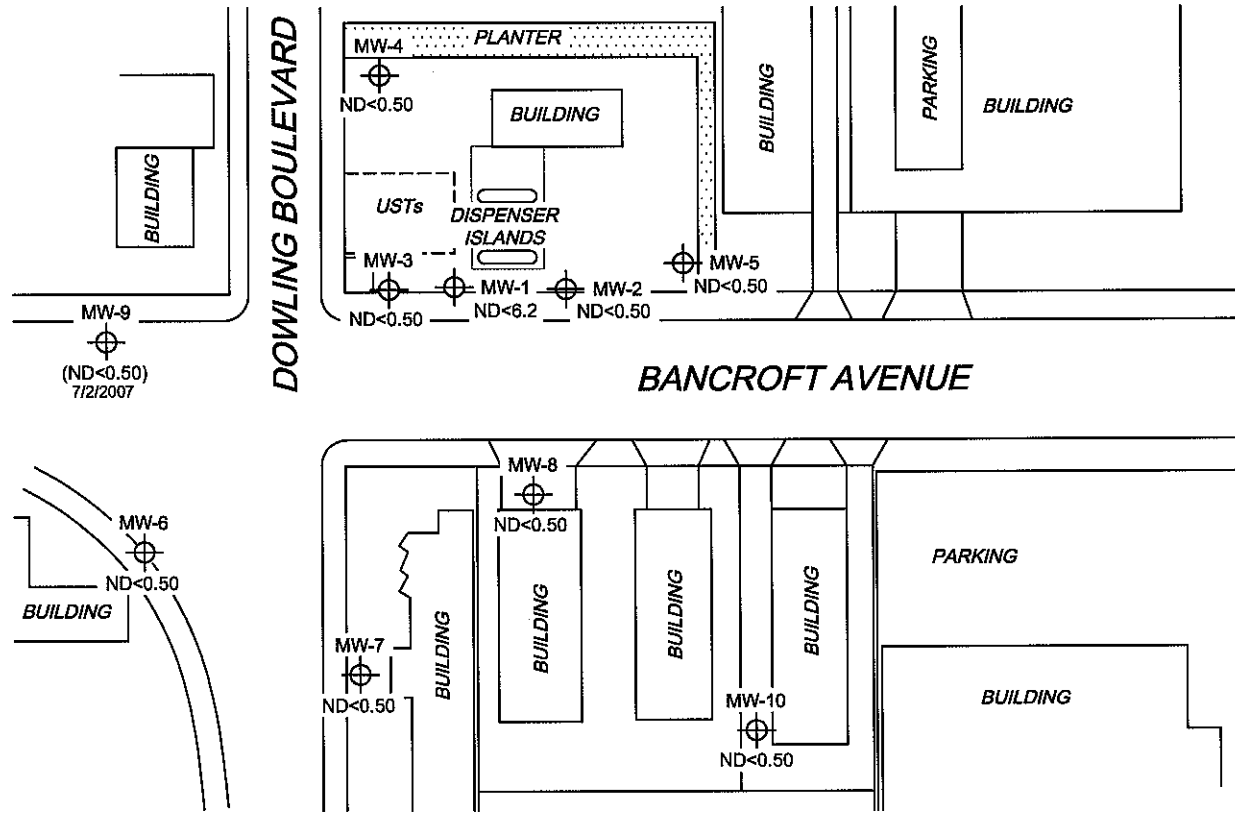 PLANTER
MW-4
ND<0.50
BUILDING
BUILDING
PARKING
BUILDING
DOWLING BOULEVARD
BUILDING
USTs
DISPENSER
ISLANDS
MW-3
ND<0.50
MW-1
ND<6.2
MW-2
ND<0.50
MW-5
ND<0.50
MW-9
(ND<0.50)
7/2/2007
BANCROFT AVENUE
MW-8
ND<0.50
MW-6
ND<0.50
BUILDING
MW-7
ND<0.50
BUILDING
BUILDING
BUILDING
BUILDING
PARKING
MW-10
ND<0.50
BUILDING